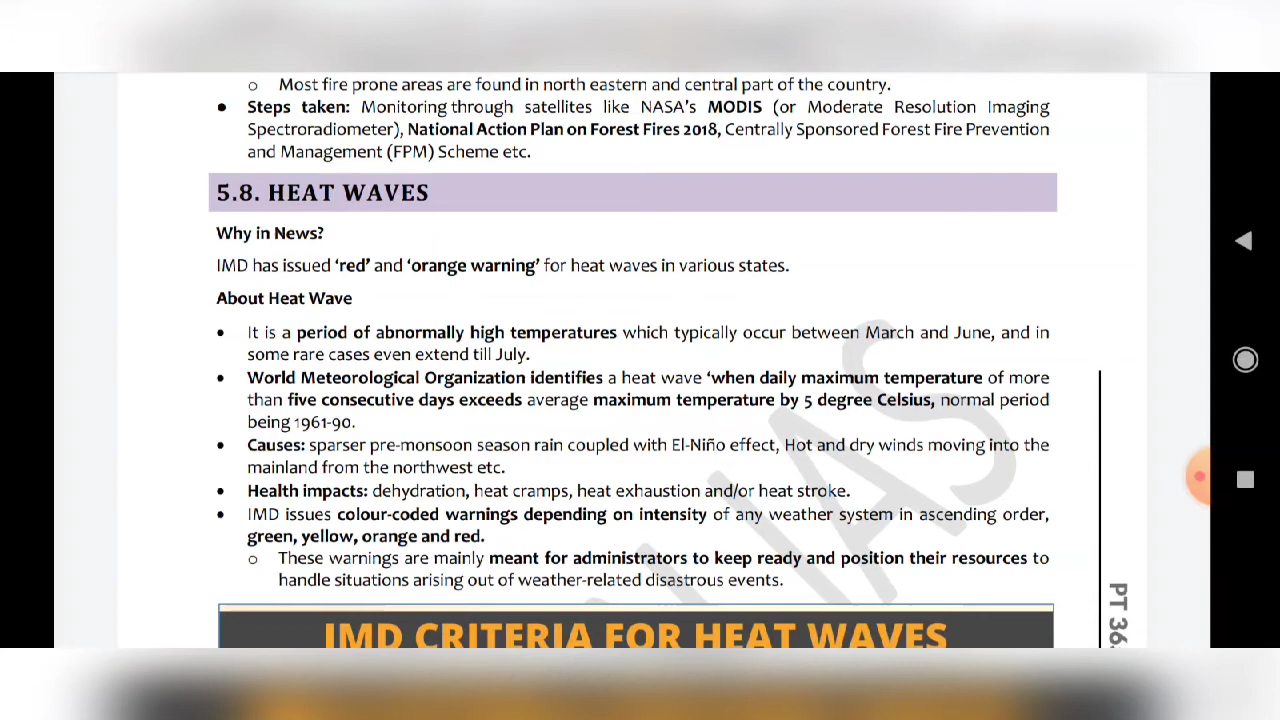 o Most fire prone areas are found in north eastern and central part of the country.
● Steps taken: Monitoring through satellites like NASA's MODIS (or Moderate Resolution Imaging
Spectroradiometer), National Action Plan on Forest Fires 2018, Centrally Sponsored Forest Fire Prevention
and Management (FPM) Scheme etc.
5.8. HEAT WAVES
Why in News?
IMD has issued 'red' and 'orange warning' for heat waves in various states.
About Heat Wave
• It is a period of abnormally high temperatures which typically occur between March and June, and in
some rare cases even extend till July.
• World Meteorological Organization identifies a heat wave 'when daily maximum temperature of more
than five consecutive days exceeds average maximum temperature by 5 degree Celsius, normal period
being 1961-90.
• Causes: sparser pre-monsoon season rain coupled with El-Niño effect, Hot and dry winds moving into the
mainland from the northwest etc.
• Health impacts: dehydration, heat cramps, heat exhaustion and/or heat stroke.
• IMD issues colour-coded warnings depending on intensity of any weather system in ascending order,
green, yellow, orange and red.
o These warnings are mainly meant for administrators to keep ready and position their resources to
handle situations arising out of weather-related disastrous events.
IMD CRITERIA FOR HEAT WAVES
PT 36
IAS